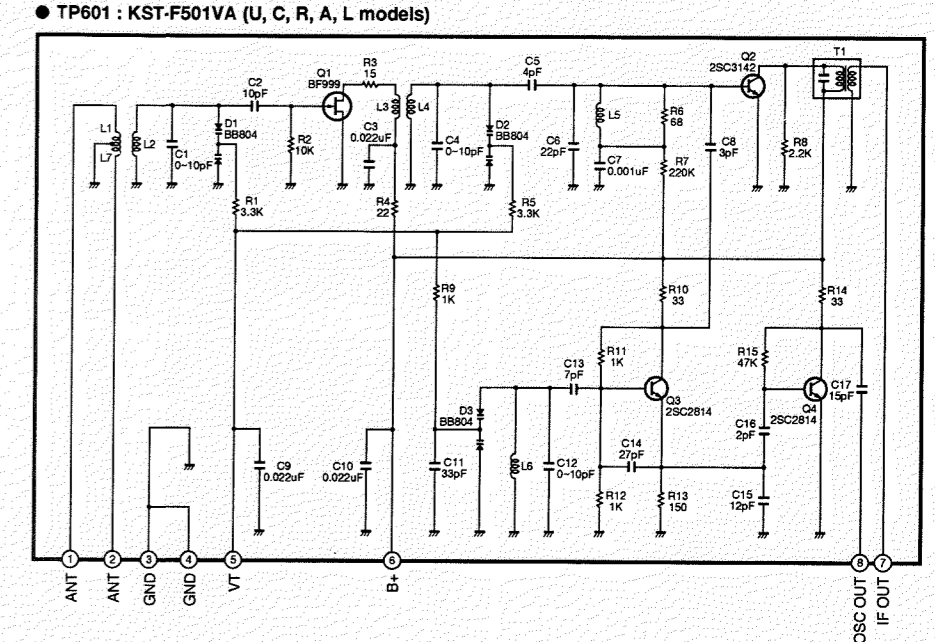 ● TP601 : KST-F501VA (U, C, R, A, L models)
R3
15
C5
4pF
Q2
2SC3142
T1
Q1
BF999
C2
10pF
L1
L7
L2
D1
BB804
C1
0~10pF
R2
10K
C3
0.022uF
L3
L4
C4
0~10pF
D2
BB804
C6
22pF
L5
C7
0.001uF
R6
68
R7
220K
C8
3pF
R8
2.2K
R1
3.3K
R4
22
R5
3.3K
R9
1K
R10
33
R14
33
R11
1K
C13
7pF
R15
47K
Q3
2SC2814
Q4
2SC2814
C17
15pF
D3
BB804
C16
2pF
C14
27pF
C9
0.022uF
C10
0.022uF
C11
33pF
L6
C12
0~10pF
R12
1K
R13
150
C15
12pF
1
2
3
4
5
6
8
7
ANT
ANT
GND
GND
VT
B+
OSC OUT
IF OUT